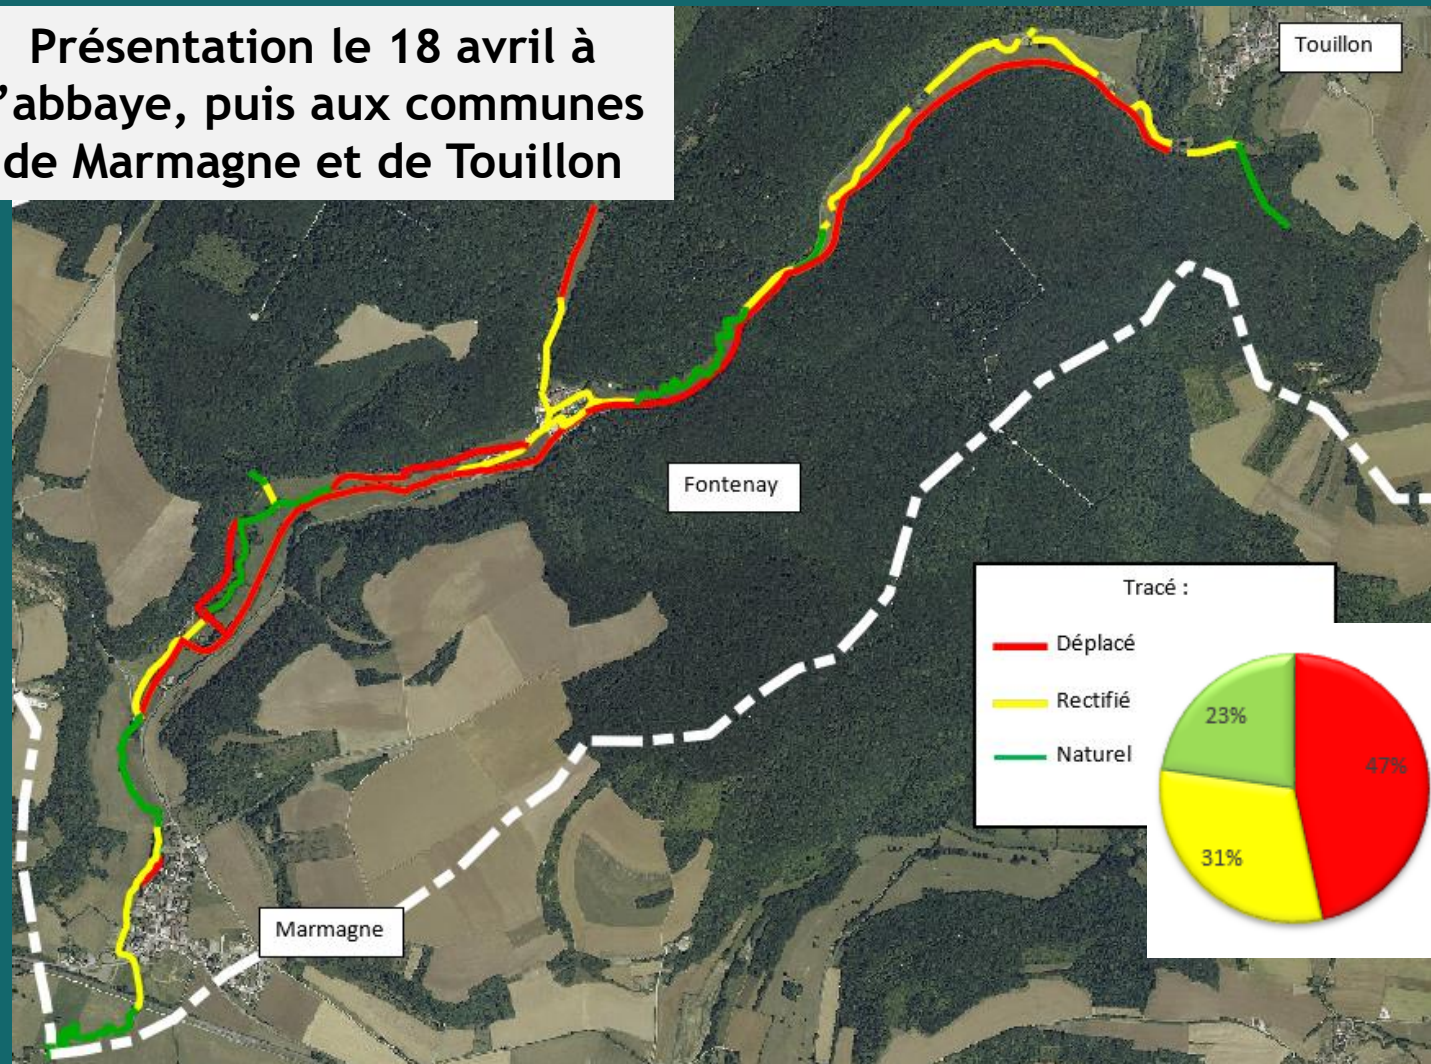 Présentation le 18 avril à
’abbaye, puis aux communes
de Marmagne et de Touillon
Touillon
Fontenay
Marmagne
Tracé :
Déplacé
Rectifié
Naturel
23%
47%
31%